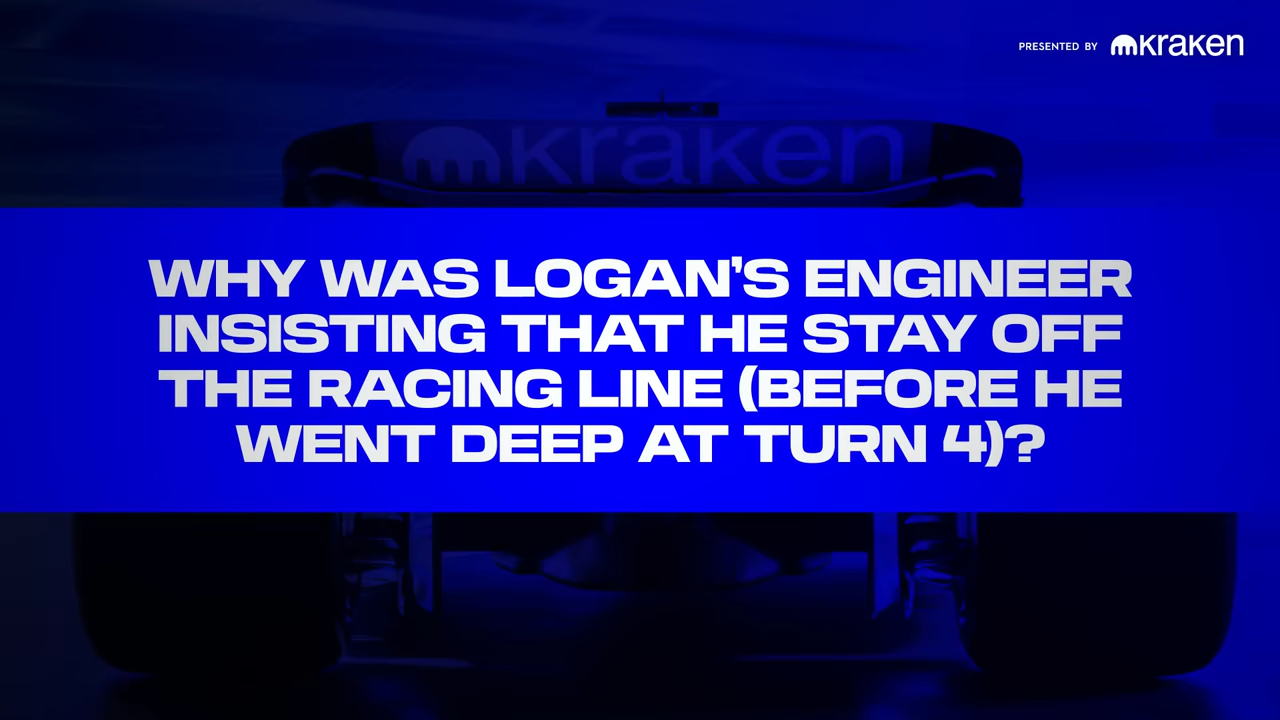 PRESENTED BY kraken
kraken
WHY WAS LOGAN'S ENGINEER
INSISTING THAT HE STAY OFF
THE RACING LINE (BEFORE HE
WENT DEEP AT TURN 4)?